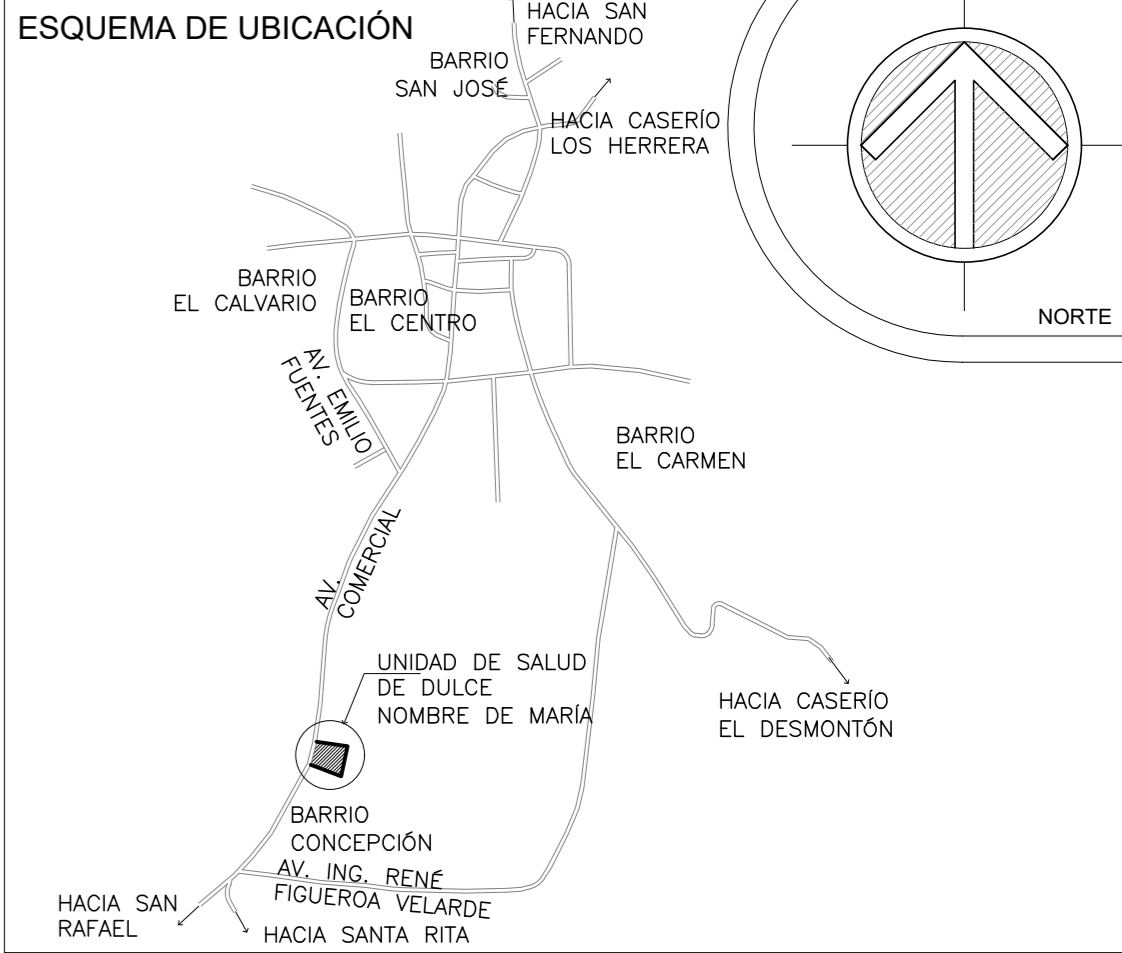 ESQUEMA DE UBICACIÓN
HACIA SAN
FERNANDO
BARRIO
SAN JOSÉ
HACIA CASERÍO
LOS HERRERA
NORTE
BARRIO
EL CALVARIO
BARRIO
EL CENTRO
AV. EMILIO
FUENTES
BARRIO
EL CARMEN
AV.
COMERCIAL
UNIDAD DE SALUD
DE DULCE
NOMBRE DE MARÍA
HACIA CASERÍO
EL DESMONTÓN
BARRIO
CONCEPCIÓN
AV. ING. RENÉ
FIGUEROA VELARDE
HACIA SAN
RAFAEL
HACIA SANTA RITA